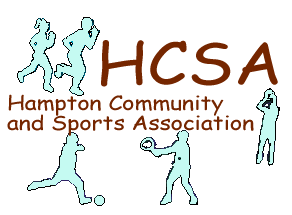 HCSA
Hampton Community
and Sports Association